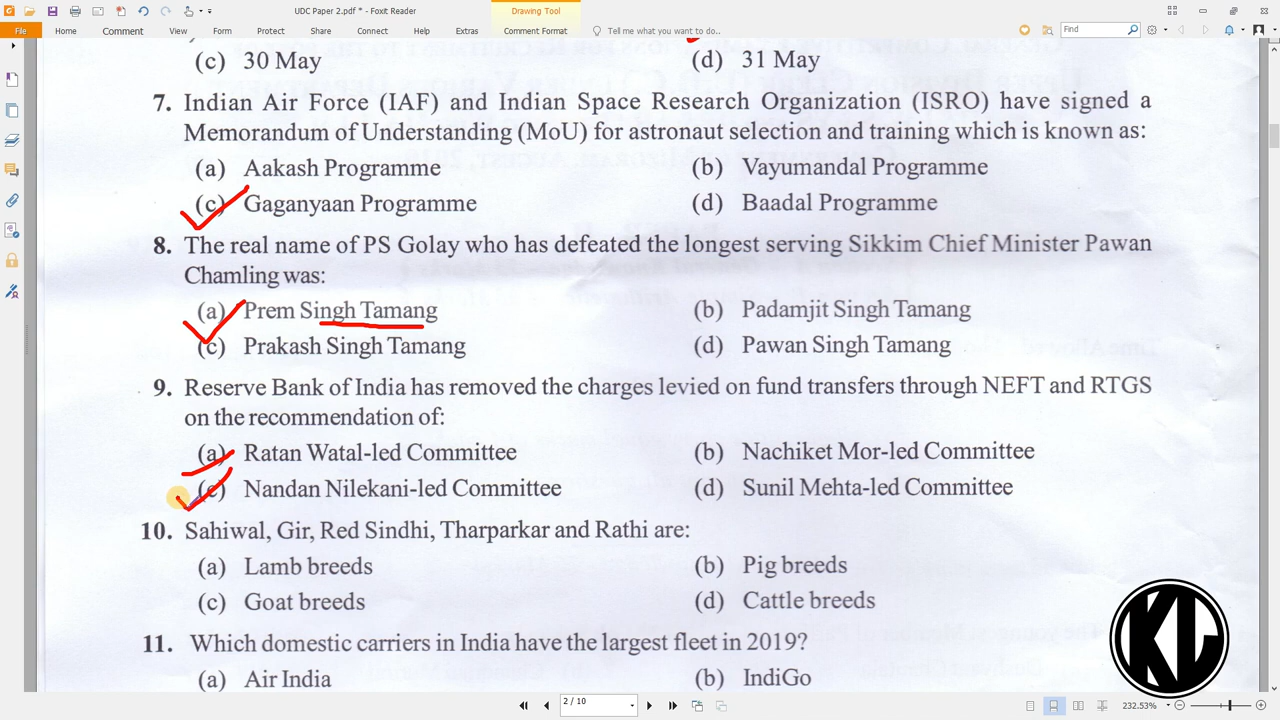 UDC Paper 2.pdf * - Foxit Reader
Drawing Tool
File Home Comment View Form Protect Share Connect Help Extras Comment Format Tell me what you want to do.. Find
(c) 30 May (d) 31 May
7. Indian Air Force (IAF) and Indian Space Research Organization (ISRO) have signed a
Memorandum of Understanding (MoU) for astronaut selection and training which is known as:
(a) Aakash Programme (b) Vayumandal Programme
(c) Gaganyaan Programme (d) Baadal Programme
8. The real name of PS Golay who has defeated the longest serving Sikkim Chief Minister Pawan
Chamling was:
(a) Prem Singh Tamang (b) Padamjit Singh Tamang
(c) Prakash Singh Tamang (d) Pawan Singh Tamang
9. Reserve Bank of India has removed the charges levied on fund transfers through NEFT and RTGS
on the recommendation of:
(a) Ratan Watal-led Committee (b) Nachiket Mor-led Committee
(c) Nandan Nilekani-led Committee (d) Sunil Mehta-led Committee
10. Sahiwal, Gir, Red Sindhi, Tharparkar and Rathi are:
(a) Lamb breeds (b) Pig breeds
(c) Goat breeds (d) Cattle breeds
11. Which domestic carriers in India have the largest fleet in 2019?
(a) Air India (b) IndiGo
KL
2 / 10
232.53%